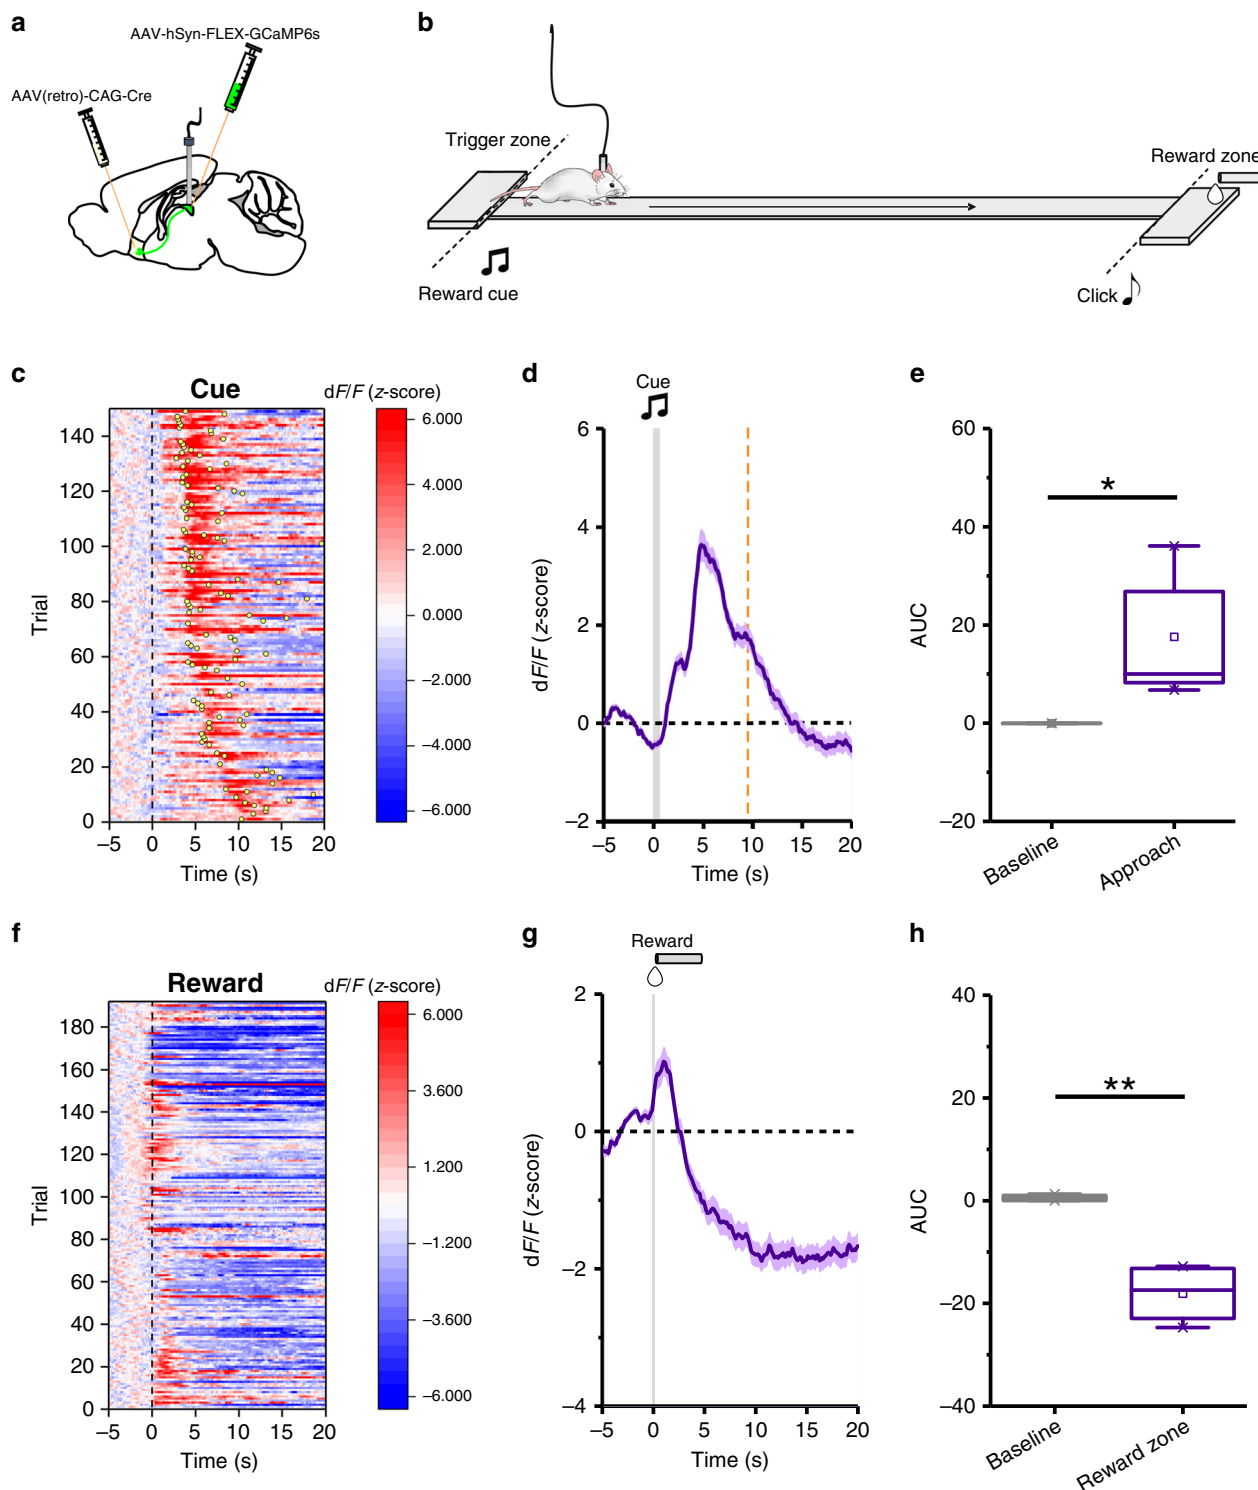 a
AAV-hSyn-FLEX-GCaMP6s
AAV(retro)-CAG-Cre
b
Trigger zone
Reward zone
Reward cue
Click
c
Cue
dF/F (z-score)
Trial
140
120
100
80
60
40
20
0
–5 0 5 10 15 20
Time (s)
6.000
4.000
2.000
0.000
–2.000
–4.000
–6.000
d
Cue
dF/F (z-score)
6
4
2
0
–2
–5 0 5 10 15 20
Time (s)
e
AUC
60
40
20
0
–20
*
Baseline
Approach
f
Reward
dF/F (z-score)
Trial
180
160
140
120
100
80
60
40
20
0
–5 0 5 10 15 20
Time (s)
6.000
3.600
1.200
–1.200
–3.600
–6.000
g
Reward
dF/F (z-score)
2
0
–2
–4
–5 0 5 10 15 20
Time (s)
h
AUC
40
20
0
–20
–40
**
Baseline
Reward zone